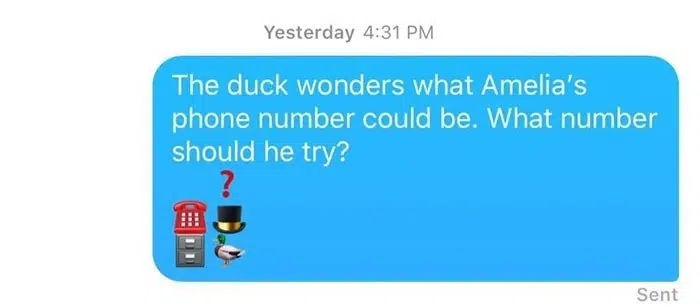 Yesterday 4:31 PM
The duck wonders what Amelia’s
phone number could be. What number
should he try?
❓
☎️🎩
🗄️🦆
Sent